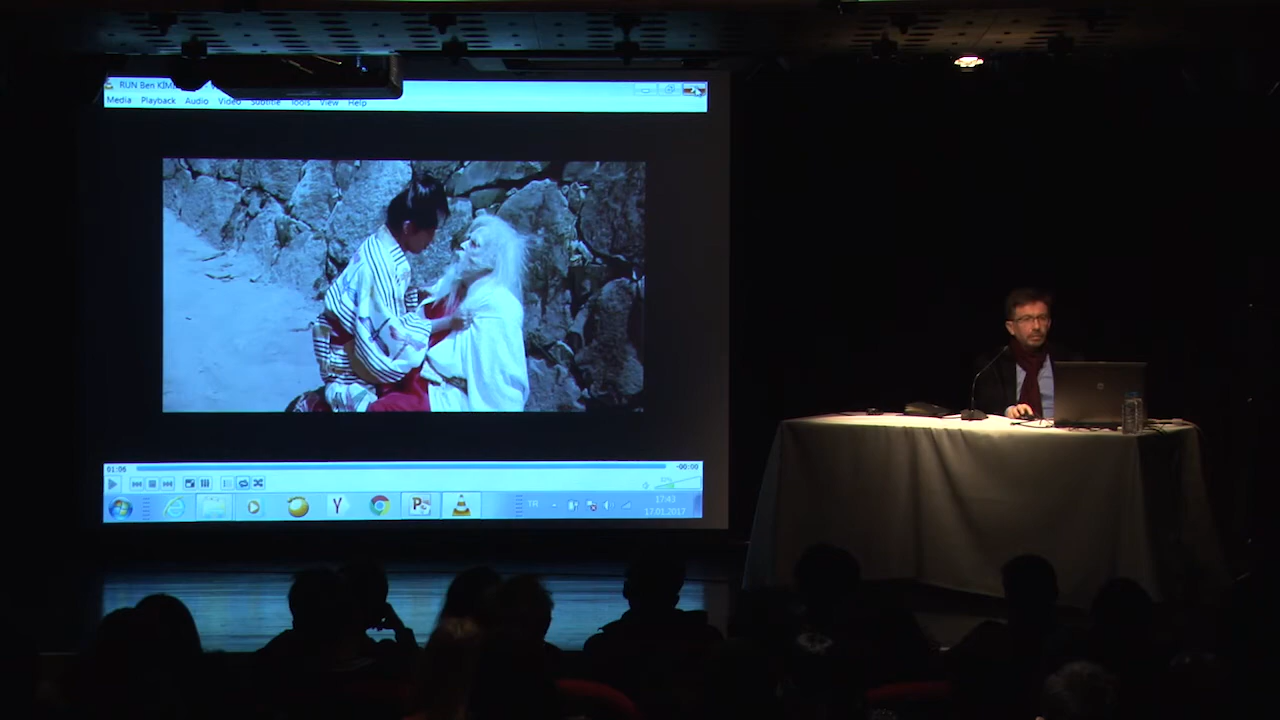 RUN Ben KİM
Media Playback Audio Video Subtitle Tools View Help
01:06 -00:00
TR
17:43
17.01.2017